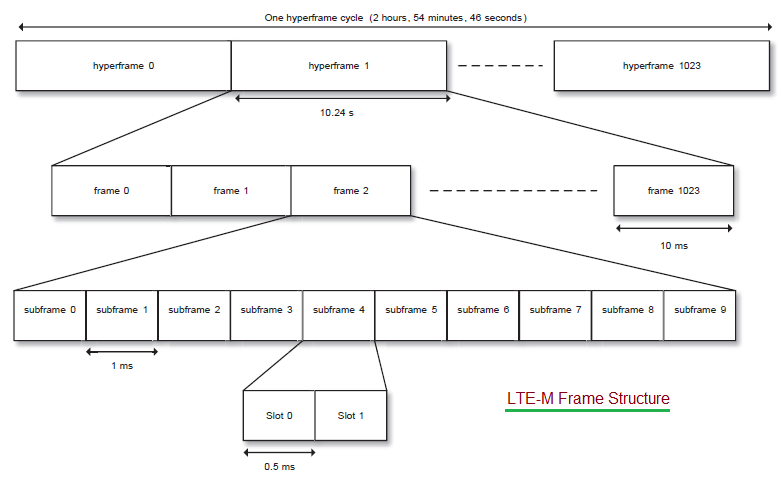 One hyperframe cycle (2 hours, 54 minutes, 46 seconds)
hyperframe 0 hyperframe 1 hyperframe 1023
10.24 s
frame 0 frame 1 frame 2 frame 1023
10 ms
subframe 0 subframe 1 subframe 2 subframe 3 subframe 4 subframe 5 subframe 6 subframe 7 subframe 8 subframe 9
1 ms
LTE-M Frame Structure
Slot 0 Slot 1
0.5 ms